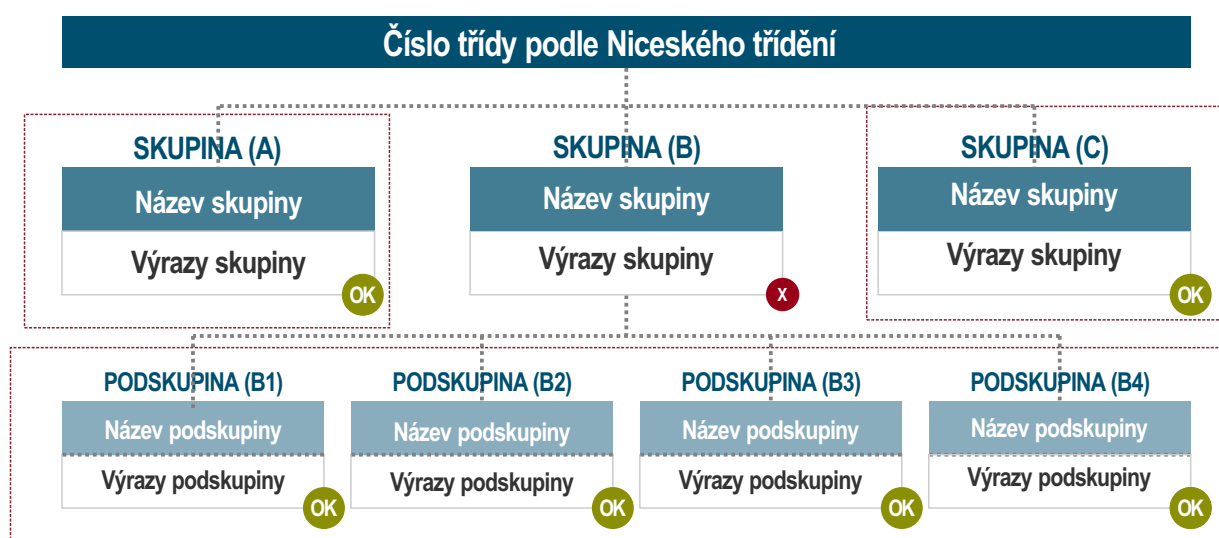 Číslo třídy podle Niceského třídění
SKUPINA (A)
SKUPINA (B)
SKUPINA (C)
Název skupiny
Název skupiny
Název skupiny
Výrazy skupiny
Výrazy skupiny
Výrazy skupiny
OK
X
OK
PODSKUPINA (B1)
PODSKUPINA (B2)
PODSKUPINA (B3)
PODSKUPINA (B4)
Název podskupiny
Název podskupiny
Název podskupiny
Název podskupiny
Výrazy podskupiny
Výrazy podskupiny
Výrazy podskupiny
Výrazy podskupiny
OK
OK
OK
OK